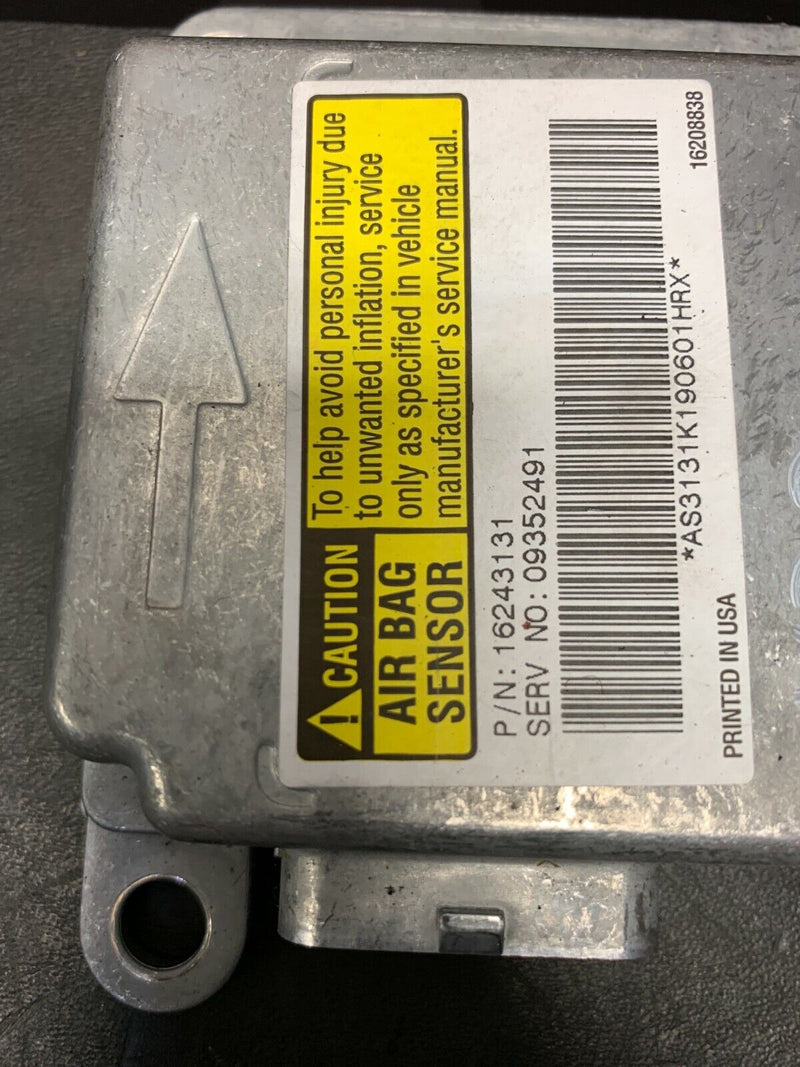 CAUTION
AIR BAG
SENSOR
To help avoid personal injury due
to unwanted inflation, service
only as specified in vehicle
manufacturer's service manual.
P/N: 16243131
SERV NO: 09352491
*AS3131K190601HRX*
PRINTED IN USA
16208838